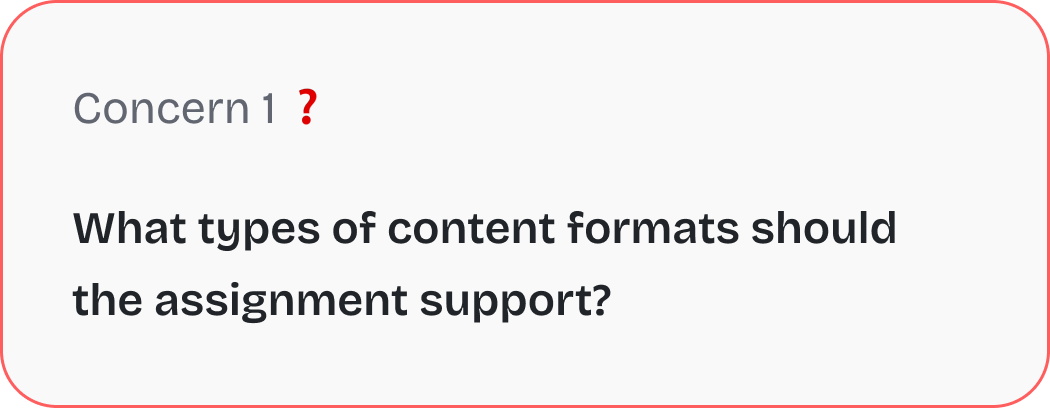 Concern 1 ❓
What types of content formats should
the assignment support?